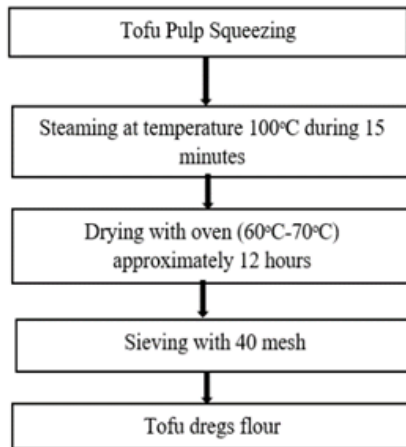 Tofu Pulp Squeezing
Steaming at temperature 100°C during 15
minutes
Drying with oven (60°C-70°C)
approximately 12 hours
Sieving with 40 mesh
Tofu dregs flour